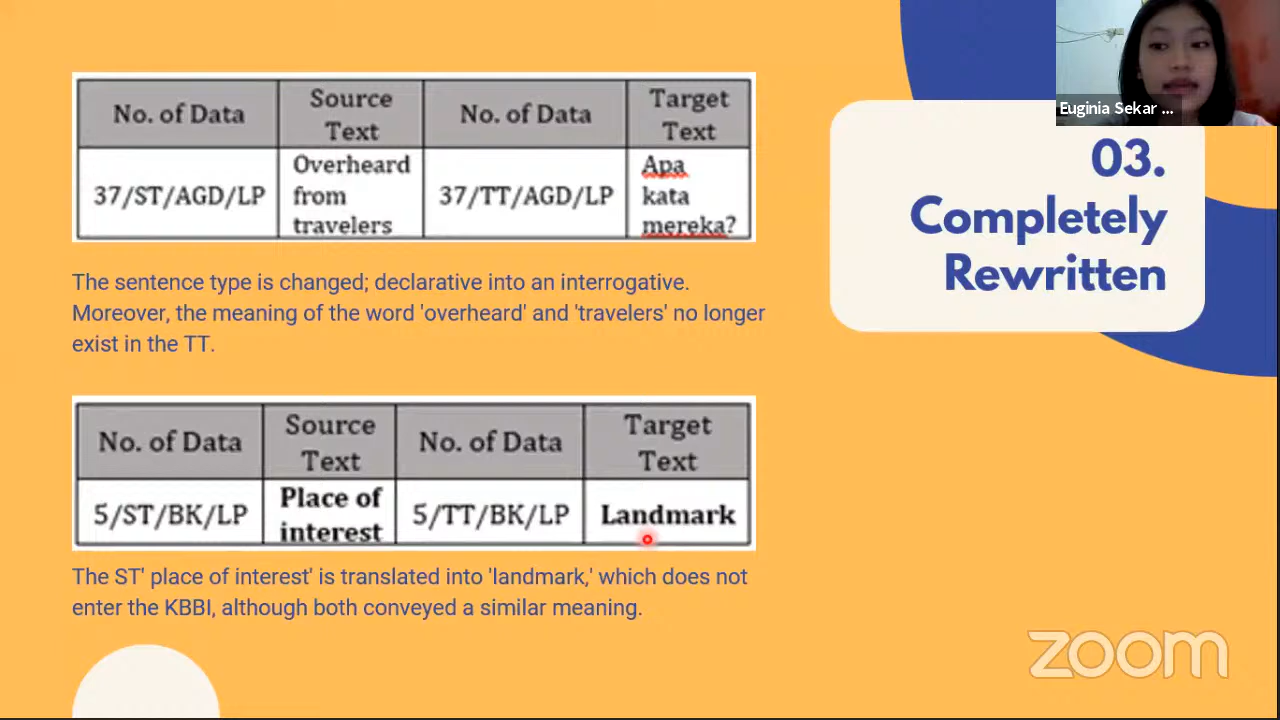 No. of Data
Source
Text
No. of Data
Target
Text
37/ST/AGD/LP
Overheard
from
travelers
37/TT/AGD/LP
Apa
kata
mereka?
The sentence type is changed; declarative into an interrogative.
Moreover, the meaning of the word 'overheard' and 'travelers' no longer
exist in the TT.
No. of Data
Source
Text
No. of Data
Target
Text
5/ST/BK/LP
Place of
interest
5/TT/BK/LP
Landmark
The ST' place of interest' is translated into 'landmark,' which does not
enter the KBBI, although both conveyed a similar meaning.
Euginia Sekar ...
03.
Completely
Rewritten
zoom